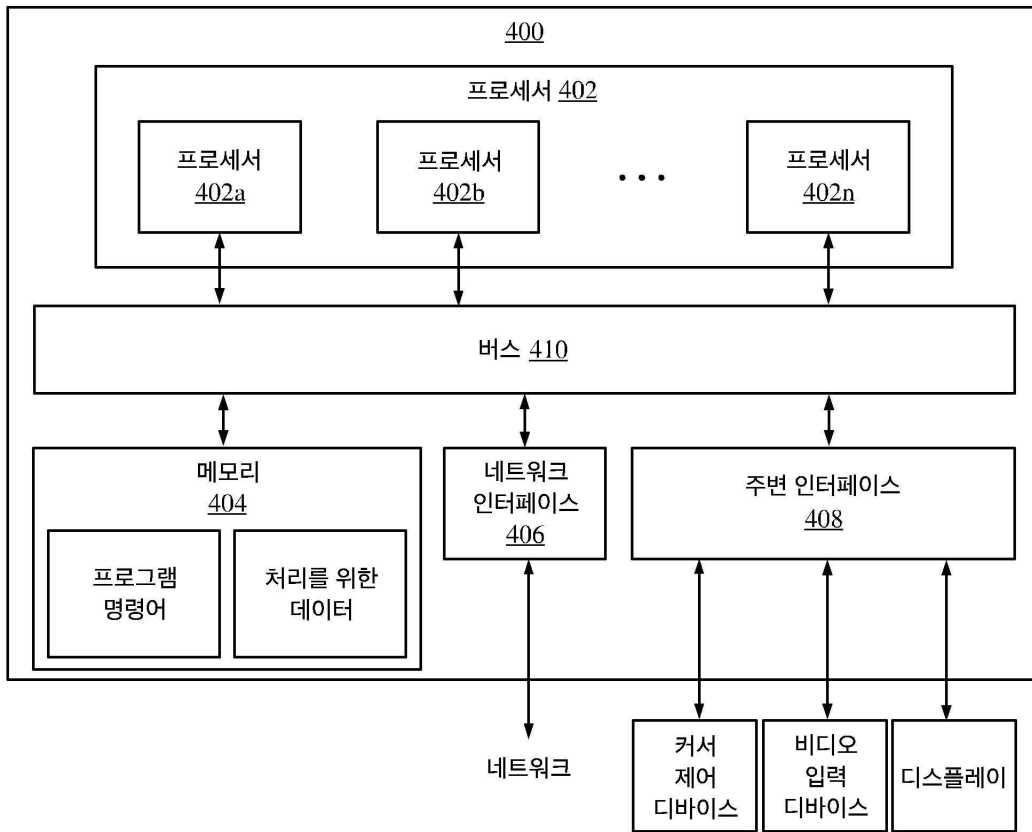 400
프로세서 402
프로세서
402a
프로세서
402b
• • •
프로세서
402n
버스 410
메모리
404
프로그램
명령어
처리를 위한
데이터
네트워크
인터페이스
406
주변 인터페이스
408
네트워크
커서
제어
디바이스
비디오
입력
디바이스
디스플레이